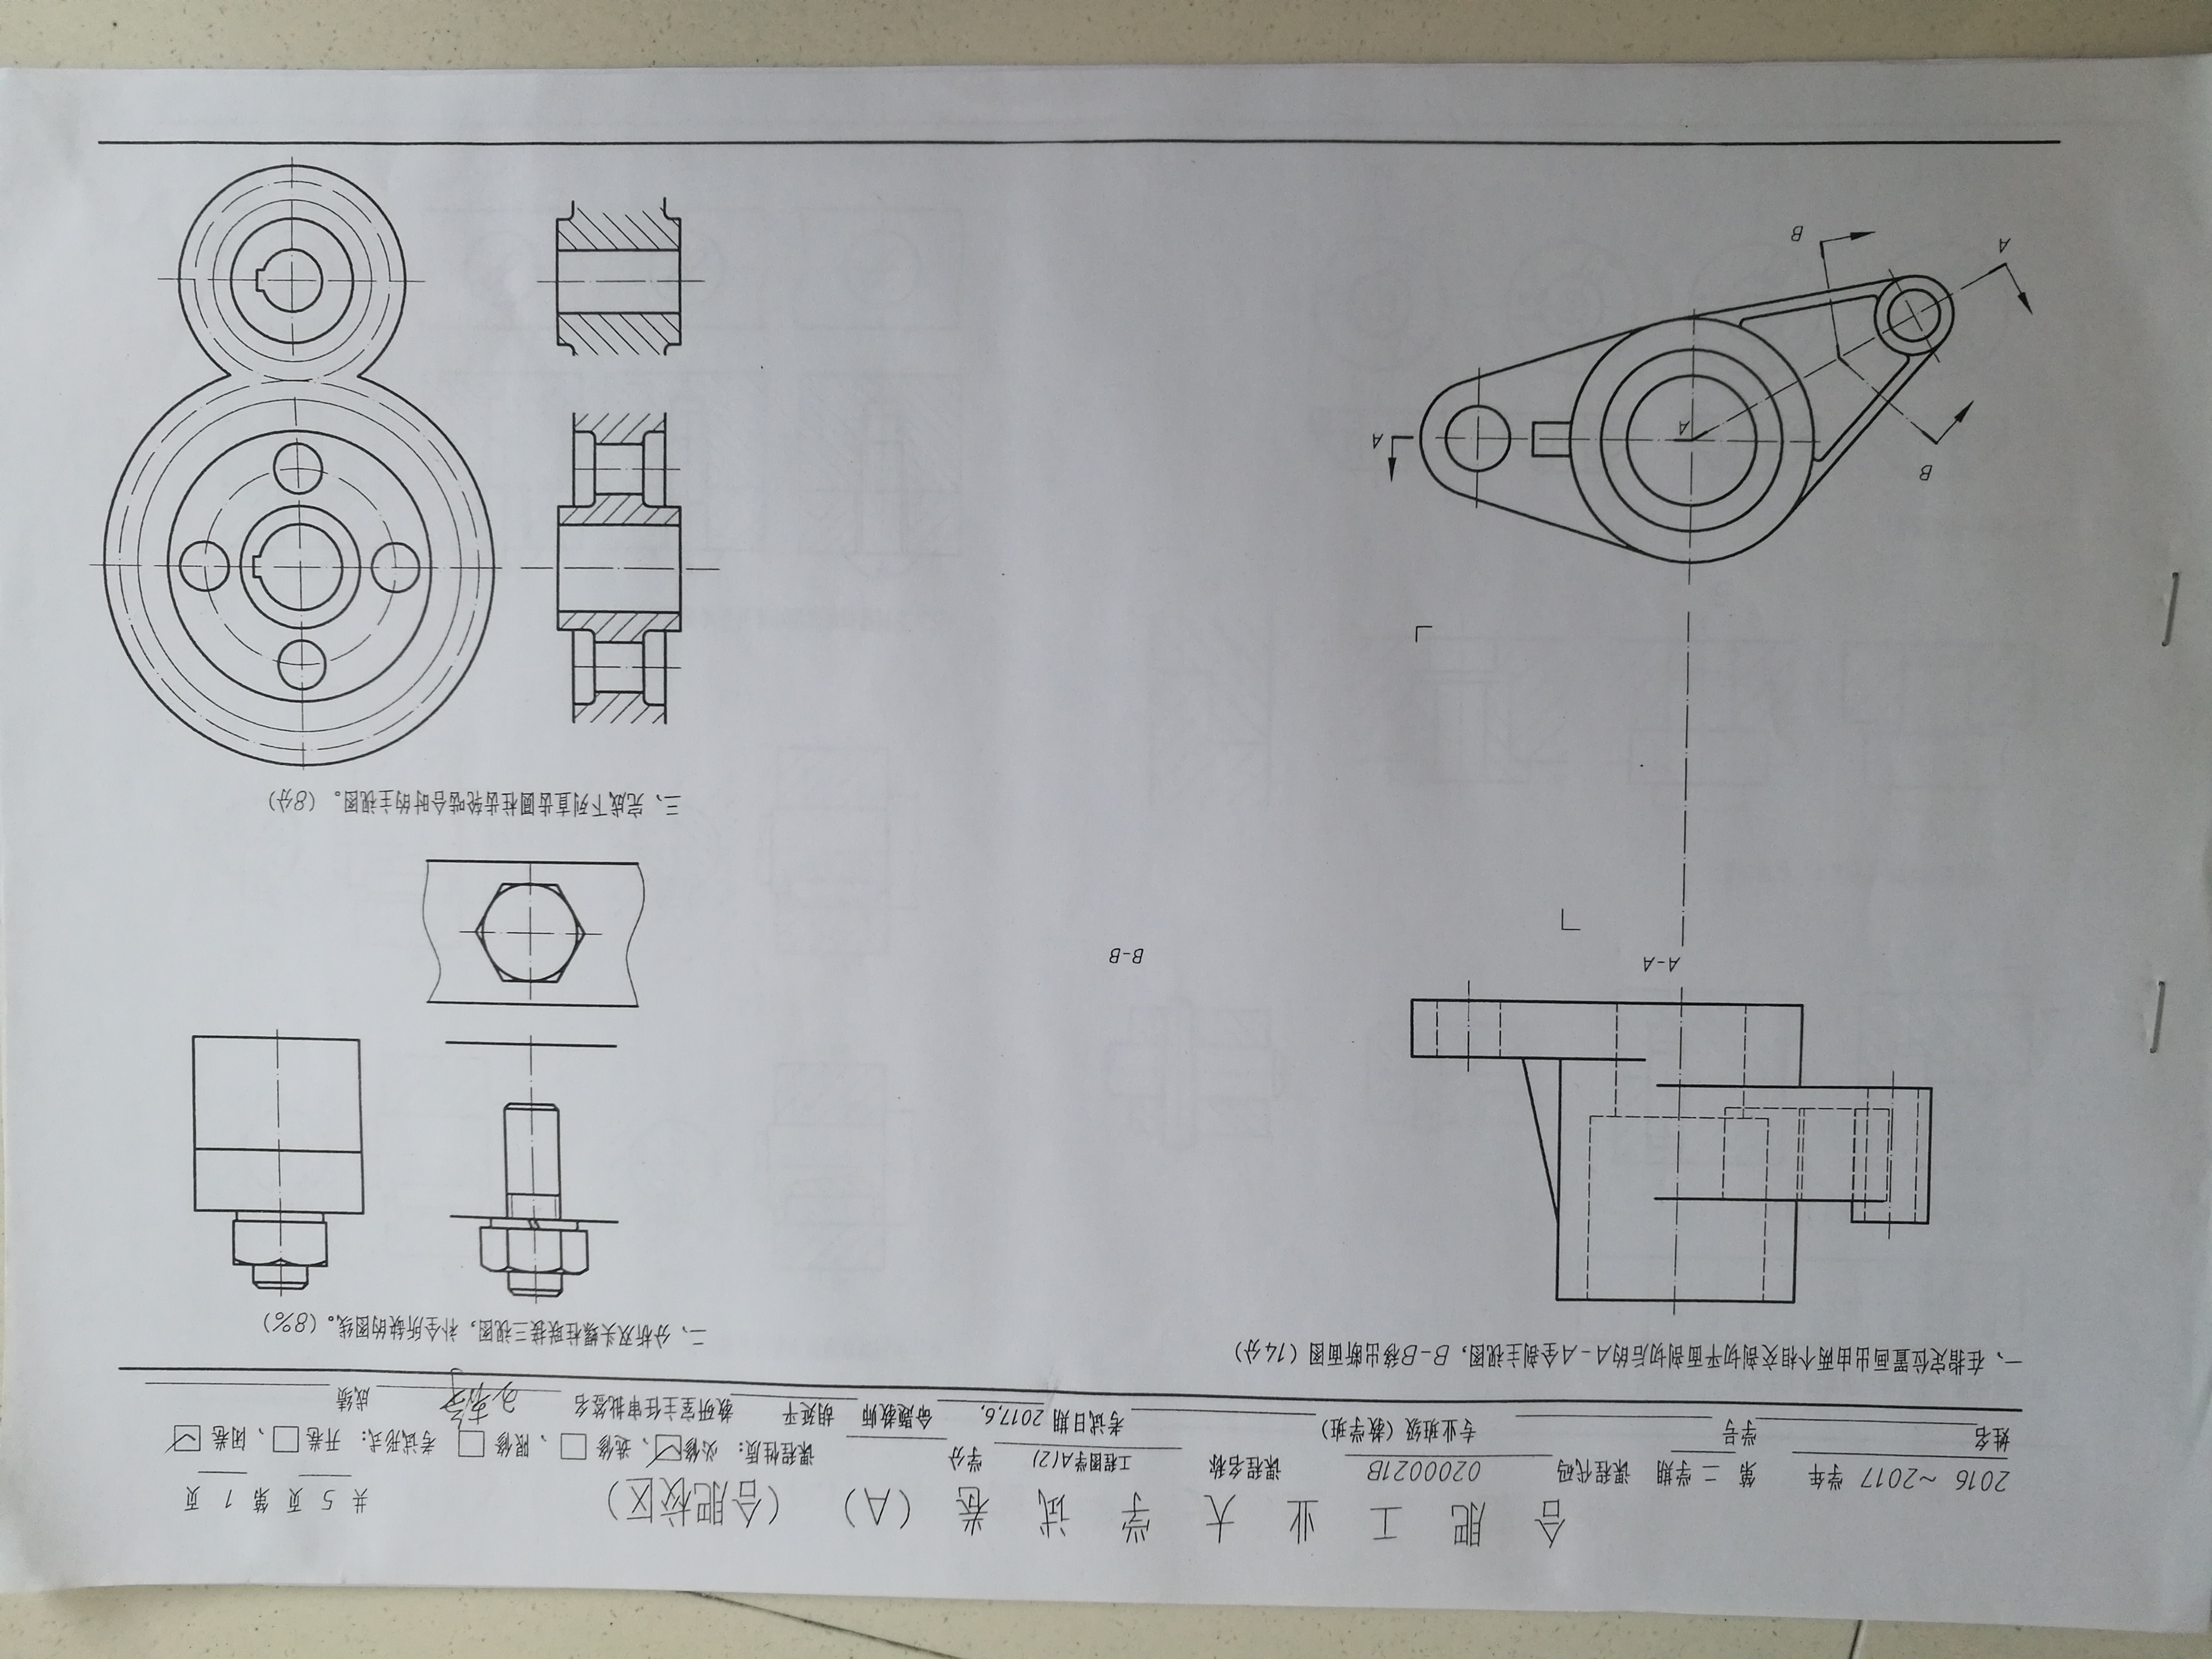 合肥工业大学试卷（A）（合肥校区）
共 5 页 第 1 页
2016 ~2017 学年 第 二 学期 课程代码 0200021B 课程名称 工程图学A(2) 学分 课程性质: 必修☑、选修□、限修□ 考试形式: 开卷□、闭卷☑
姓名 学号 专业班级（教学班） 考试日期 2017,6, 命题教师 胡延平 教研室主任审批签名 王静 成绩
一、在指定位置画出由两个相交剖切平面剖切后的A-A全剖主视图，B-B移出断面图（14分）
A-A
B-B
B
A
A
A
B
二、分析双头螺柱联接三视图，补全所缺的图线。（8%）
三、完成下列直齿圆柱齿轮啮合时的主视图。（8分）